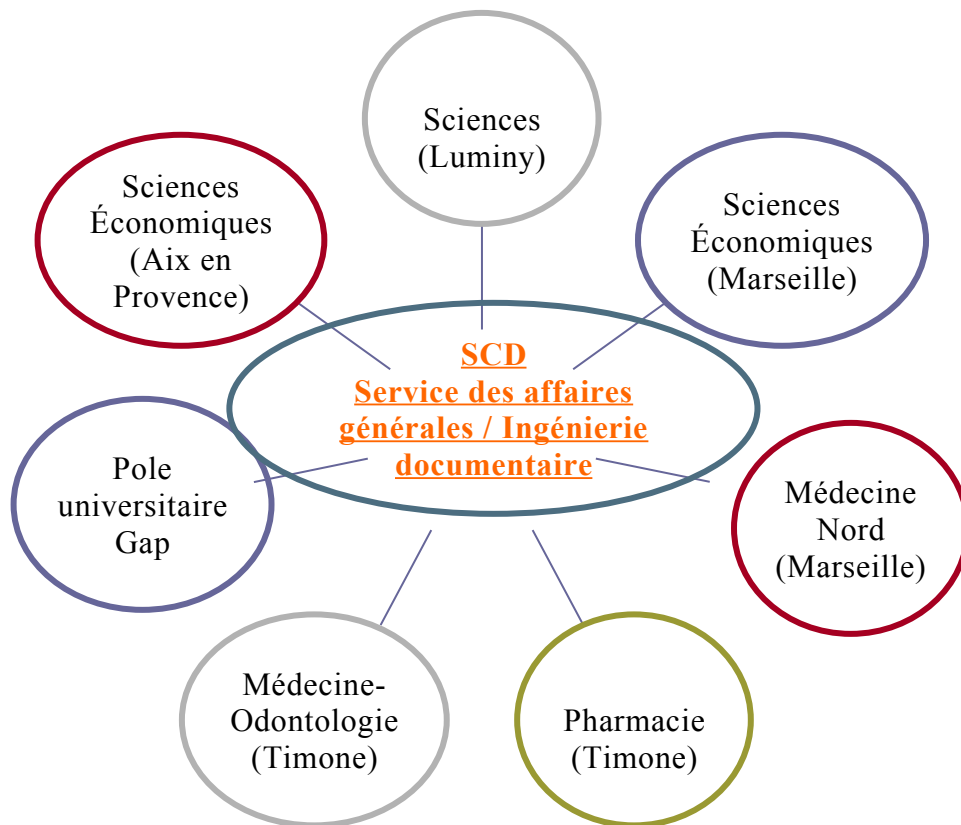 Sciences
(Luminy)
Sciences
Économiques
(Aix en
Provence)
Sciences
Économiques
(Marseille)
SCD
Service des affaires
générales / Ingénierie
documentaire
Pole
universitaire
Gap
Médecine
Nord
(Marseille)
Médecine-
Odontologie
(Timone)
Pharmacie
(Timone)